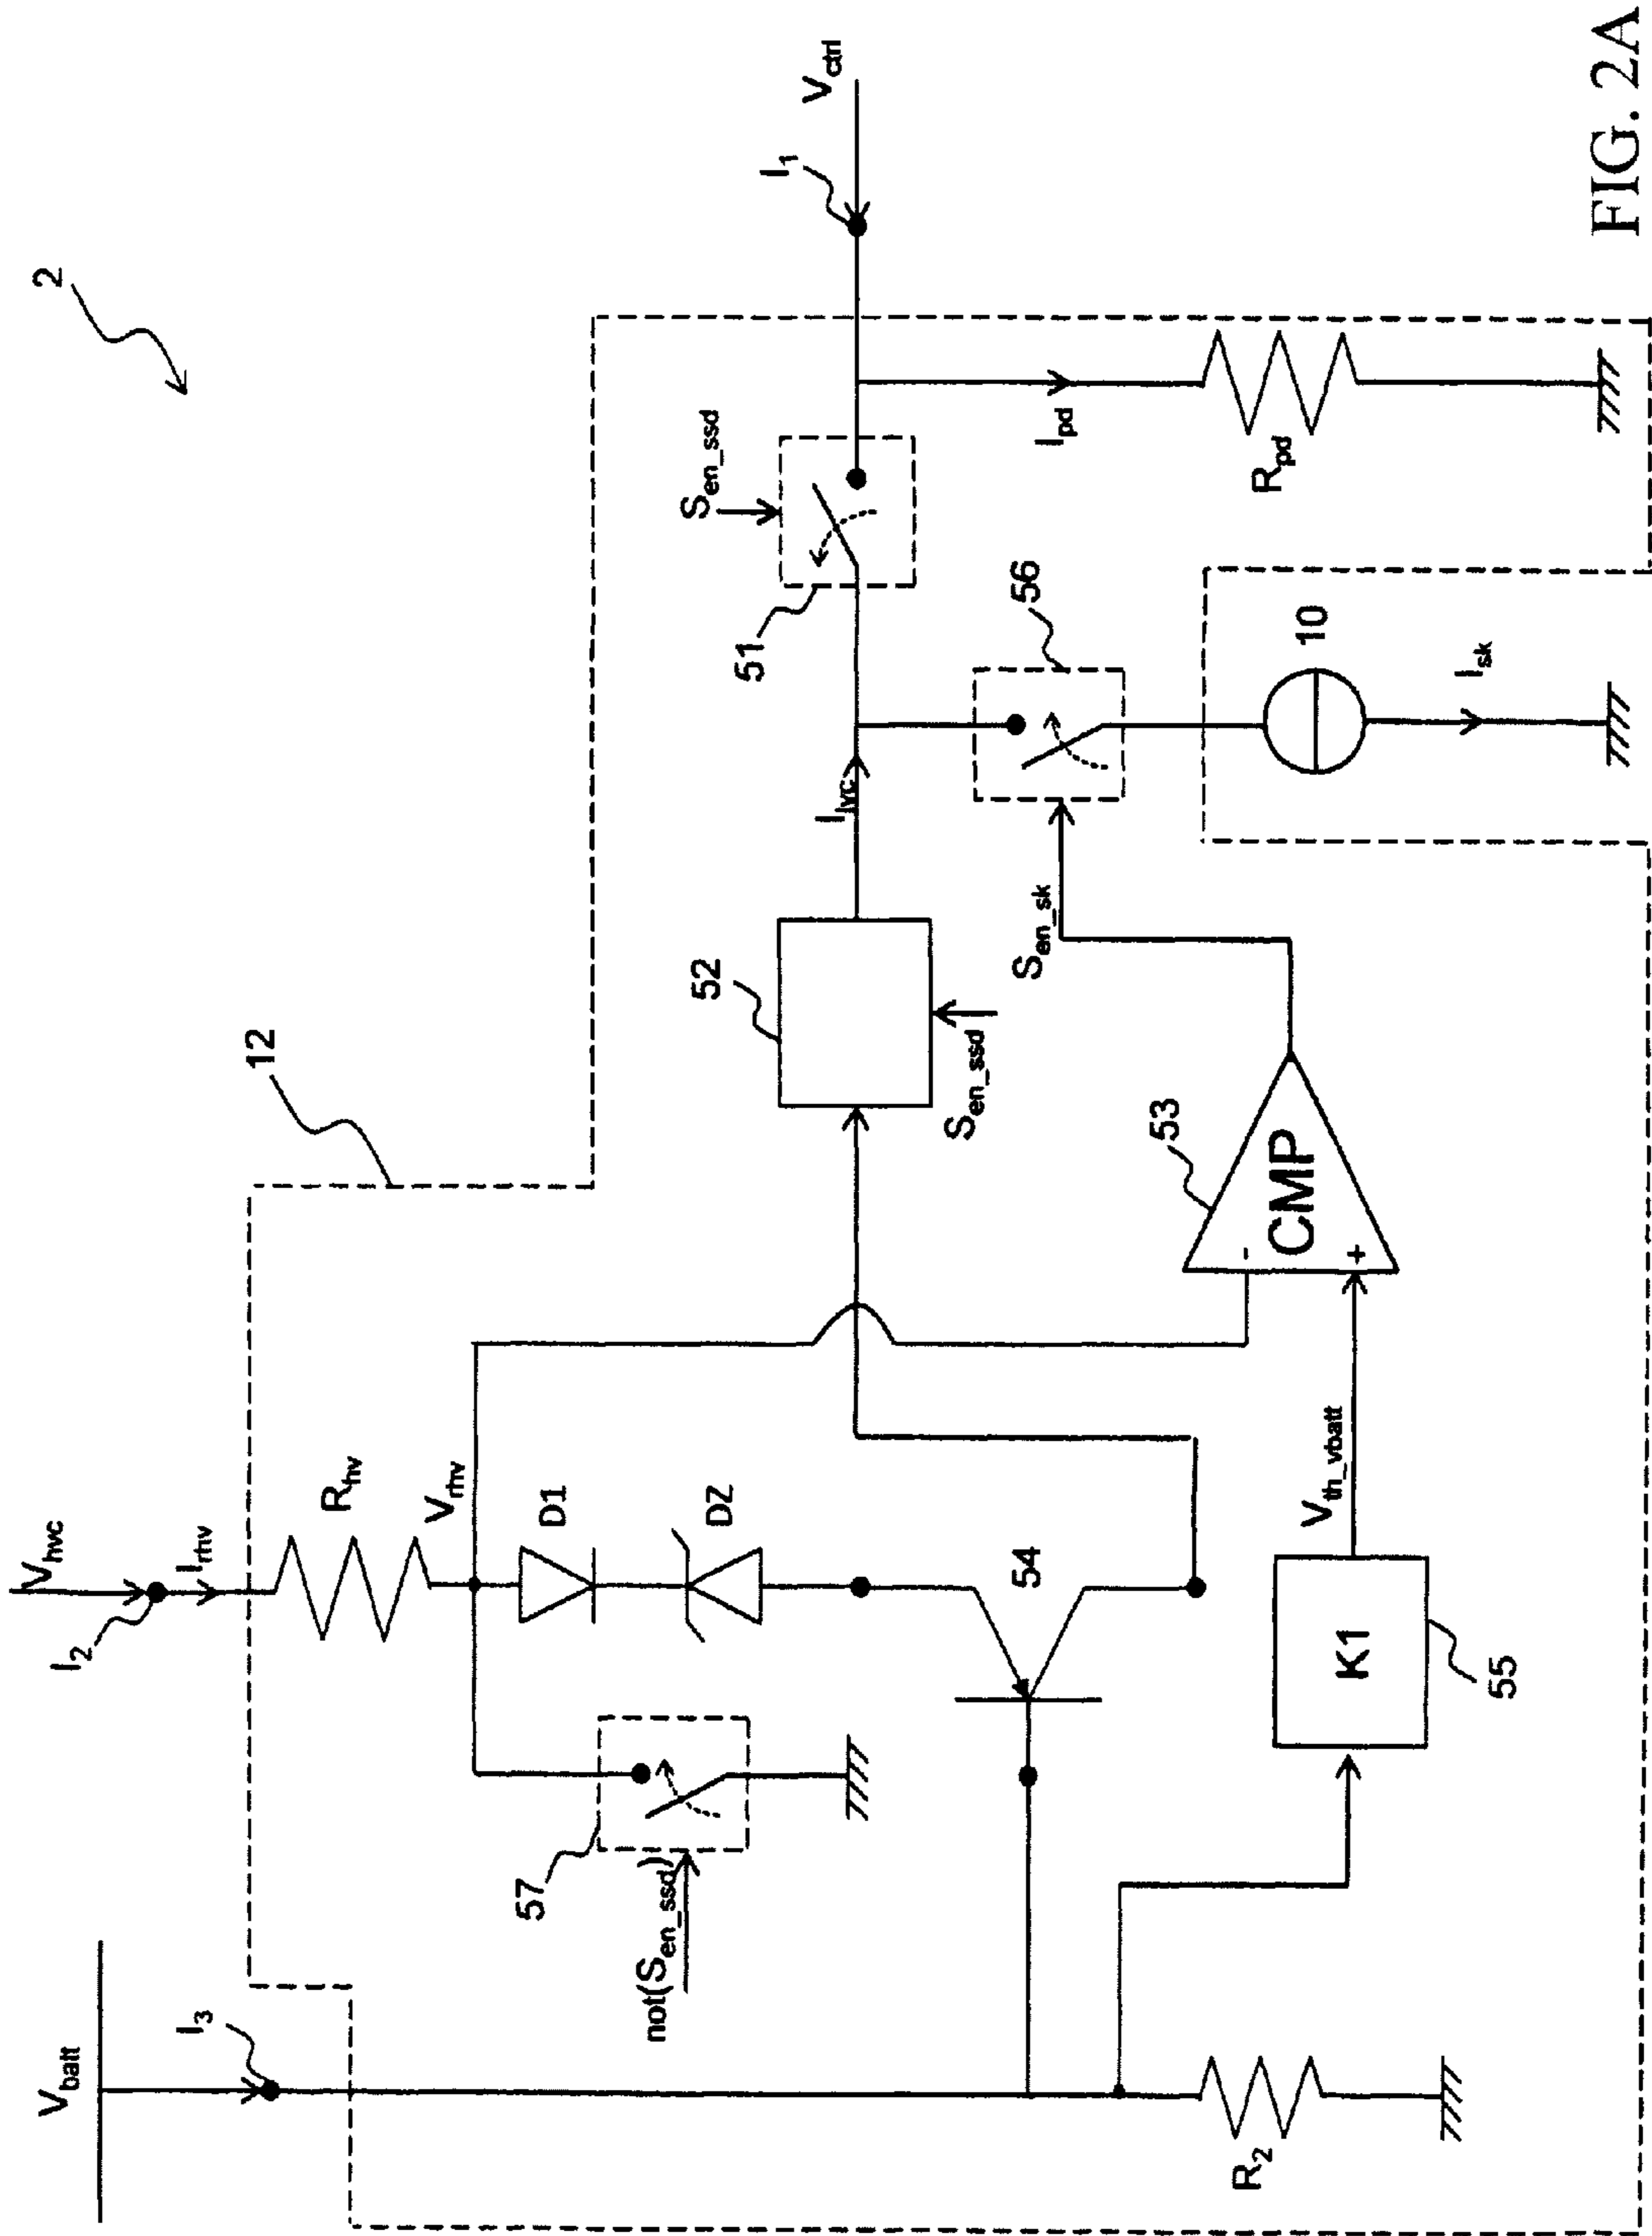 2
12
V_batt
I_3
V_hvc
I_2
I_rhv
R_hv
V_rhv
D1
DZ
57
not(S_en_ssd)
54
52
S_en_ssd
I_lvc
51
S_en_ssd
I_1
V_ctrl
I_pd
R_pd
56
10
I_sk
S_en_sk
53
CMP
-
+
V_th_vbatt
K1
55
R_2
FIG. 2A